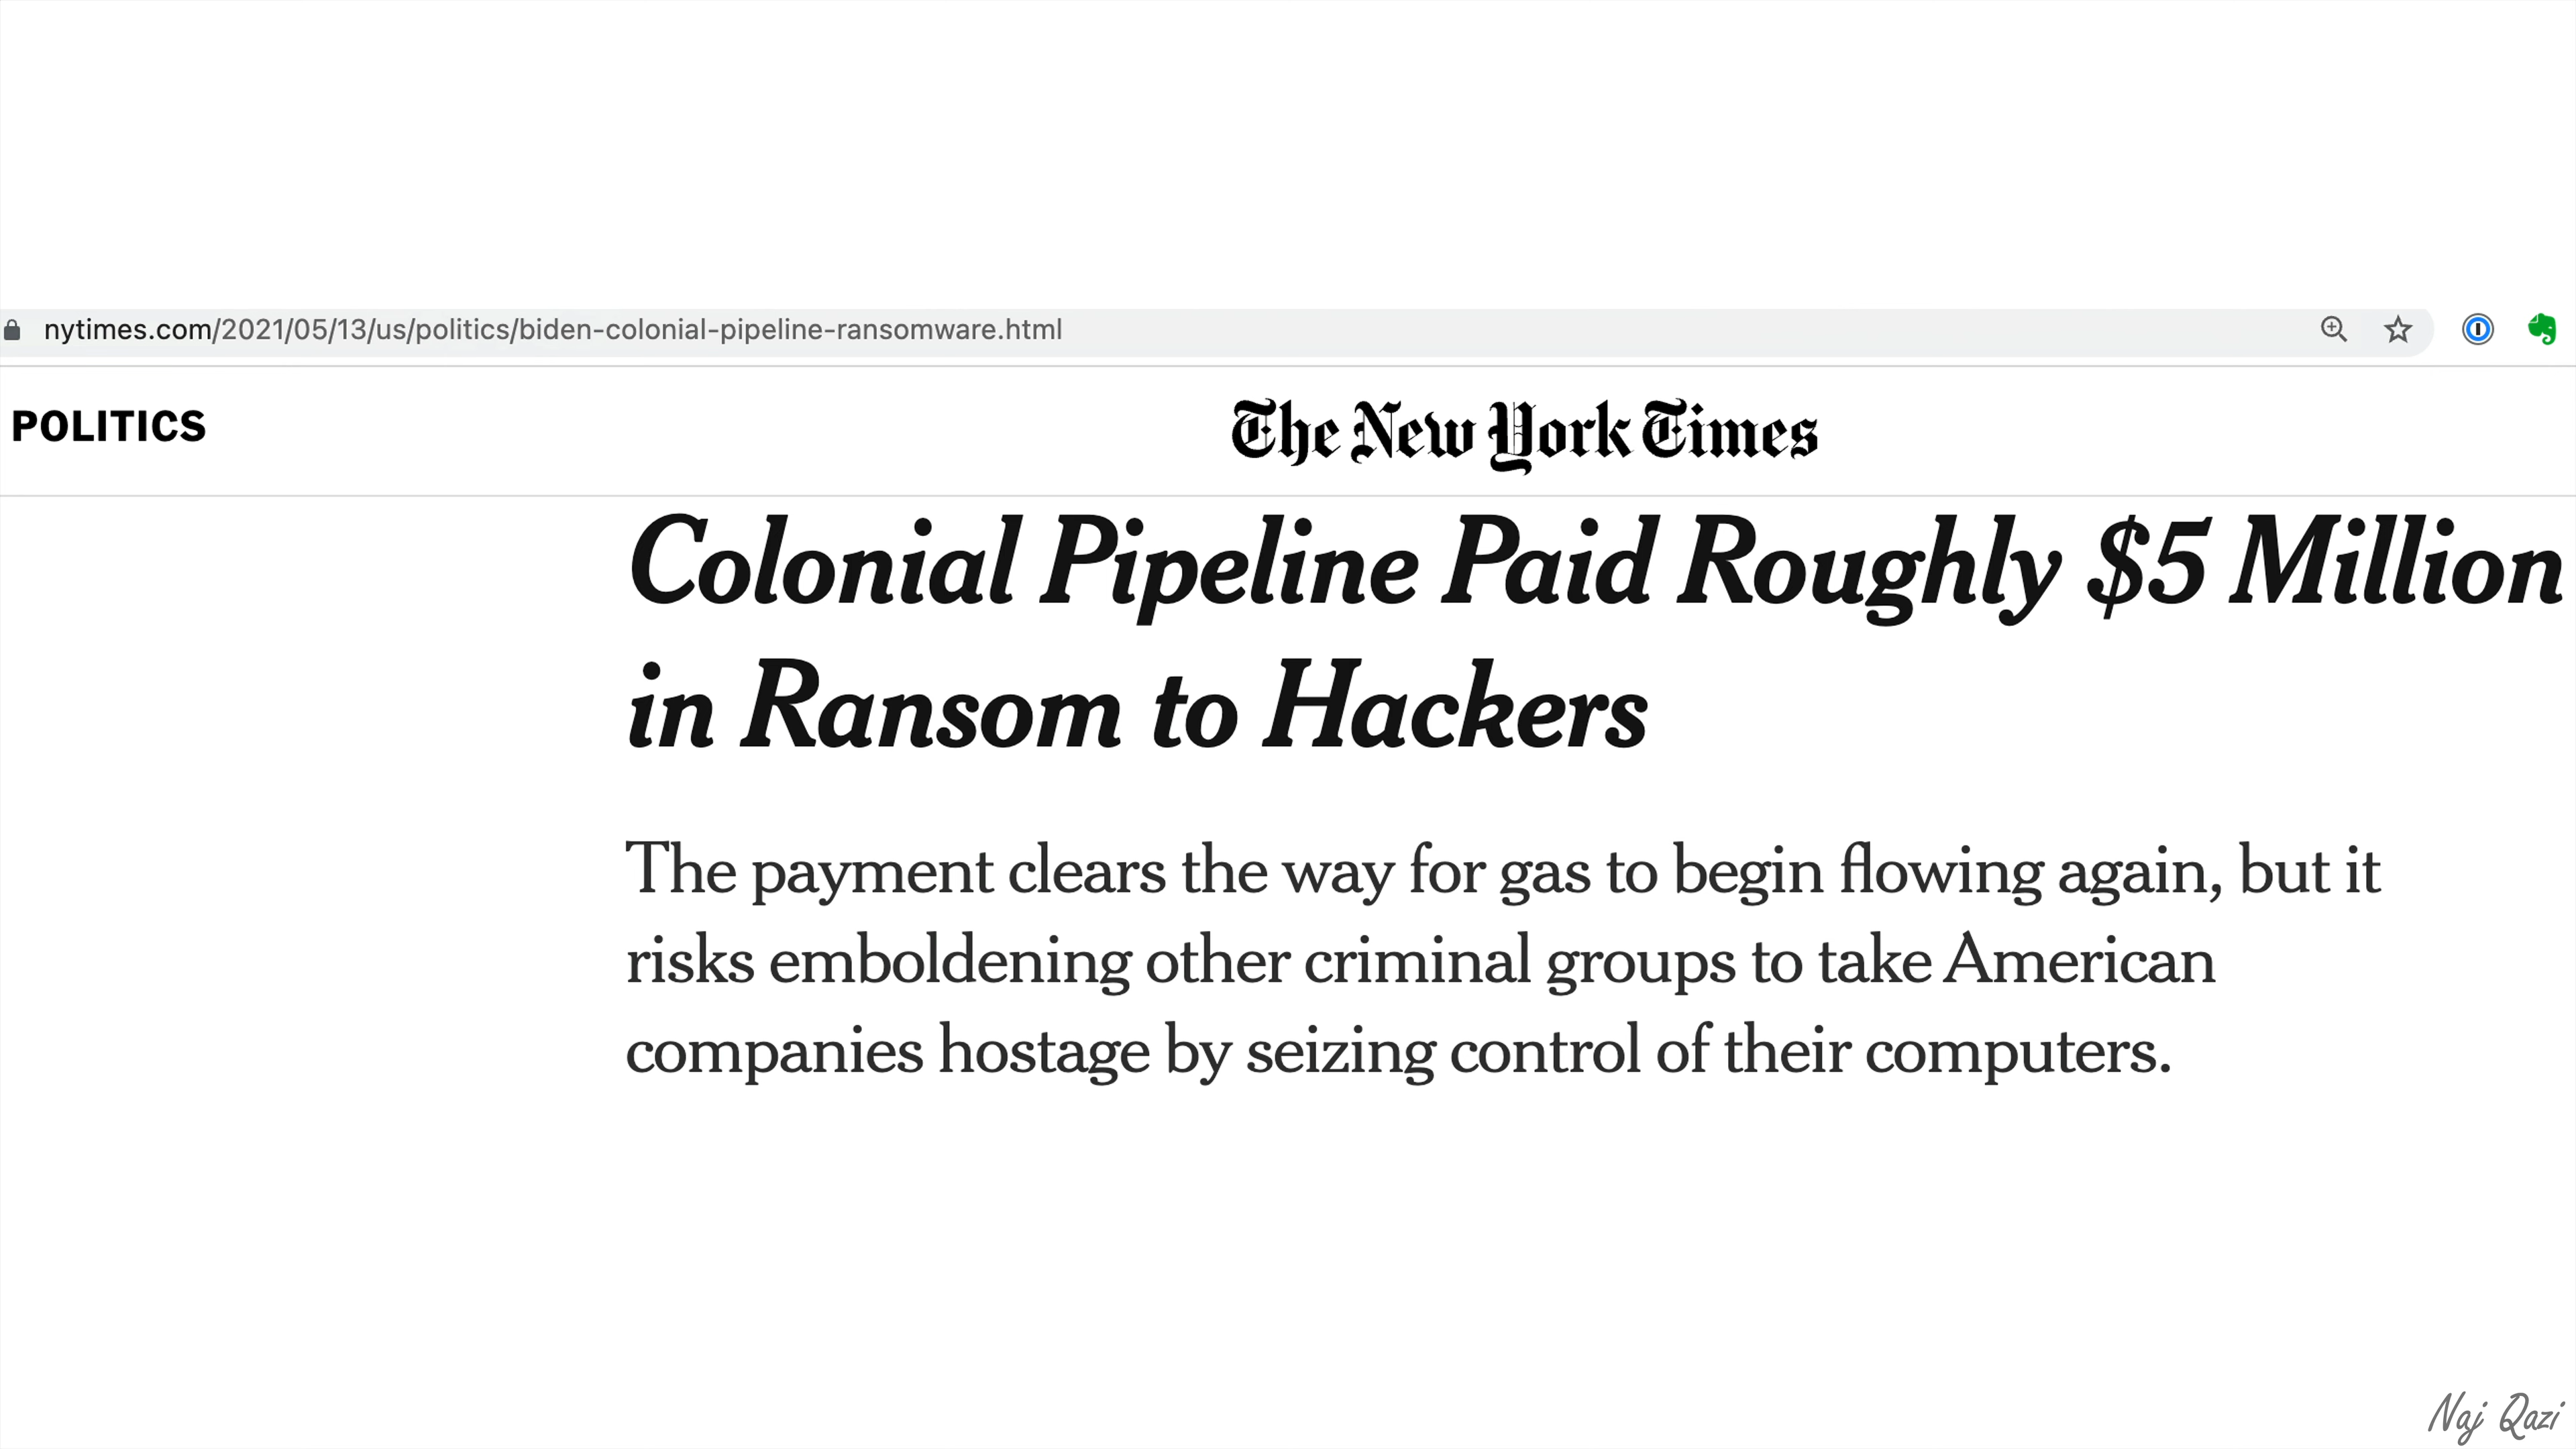 nytimes.com/2021/05/13/us/politics/biden-colonial-pipeline-ransomware.html
POLITICS
The New York Times
Colonial Pipeline Paid Roughly $5 Million
in Ransom to Hackers
The payment clears the way for gas to begin flowing again, but it
risks emboldening other criminal groups to take American
companies hostage by seizing control of their computers.
Naj Qazi